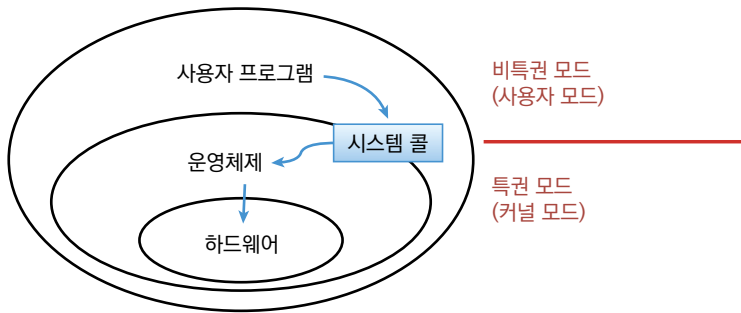 사용자 프로그램
시스템 콜
운영체제
하드웨어
비특권 모드
(사용자 모드)
특권 모드
(커널 모드)